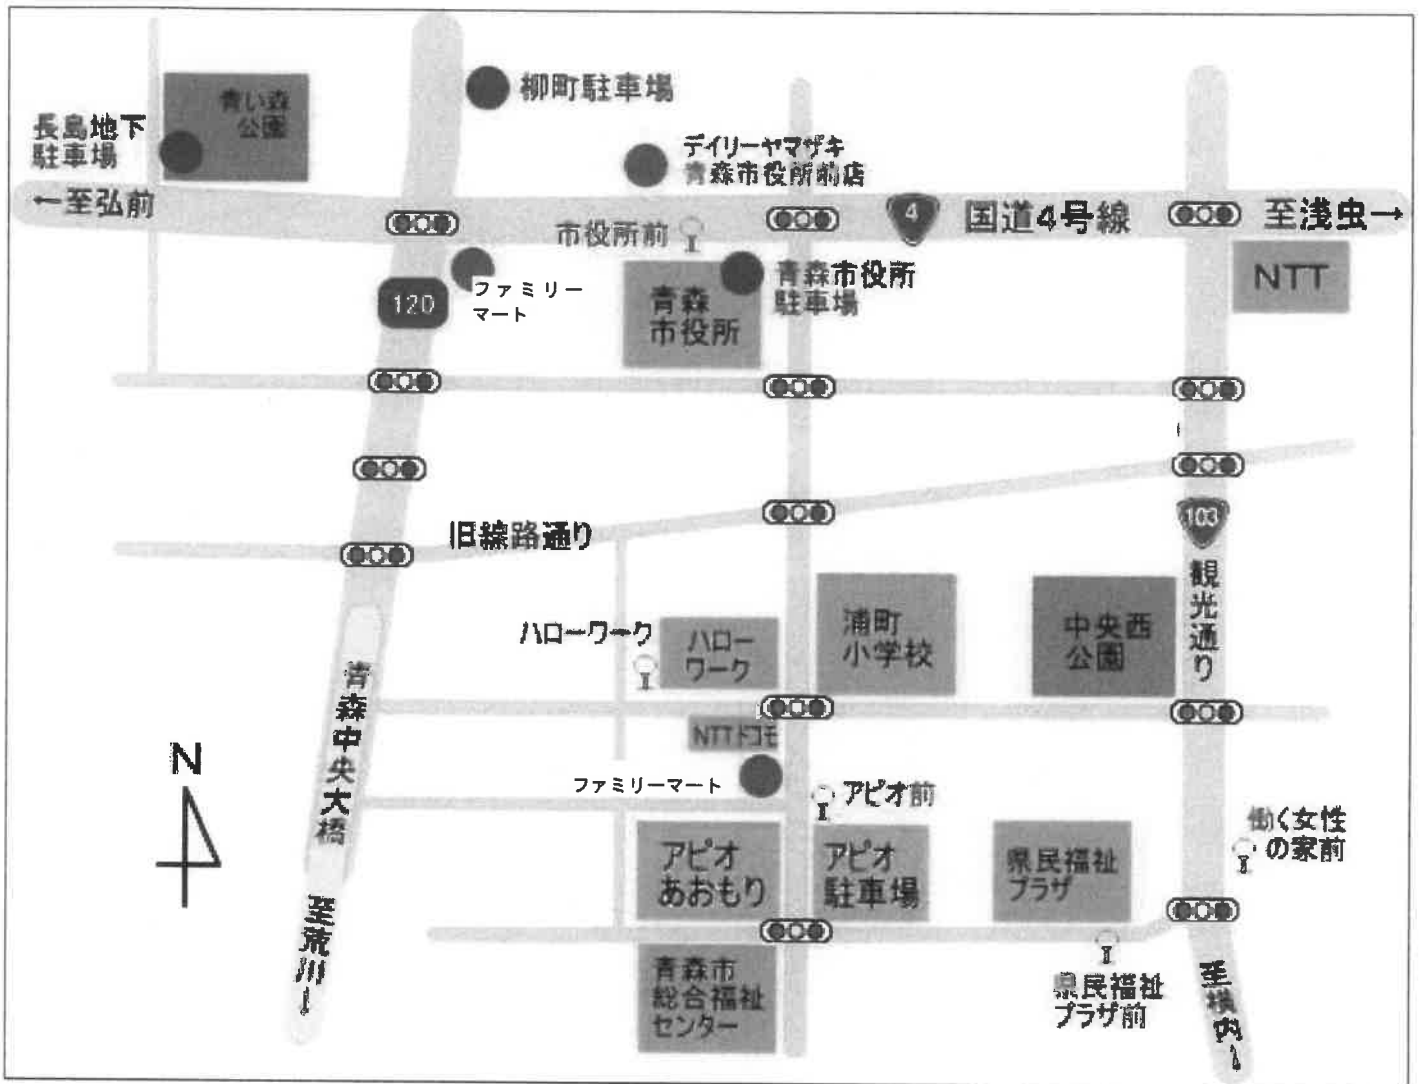 柳町駐車場
青い森
公園
長島地下
駐車場
デイリーヤマザキ
青森市役所前店
←至弘前
4
国道4号線
至浅虫→
市役所前
青森市役所
駐車場
NTT
ファミリー
マート
120
青森
市役所
103
旧線路通り
観光通り
ハローワーク
ハロー
ワーク
浦町
小学校
中央西
公園
青森中央大橋
NTTドコモ
N
ファミリーマート
アピオ前
働く女性
の家前
アピオ
あおもり
アピオ
駐車場
県民福祉
プラザ
至荒川↓
青森市
総合福祉
センター
県民福祉
プラザ前
至横内↓